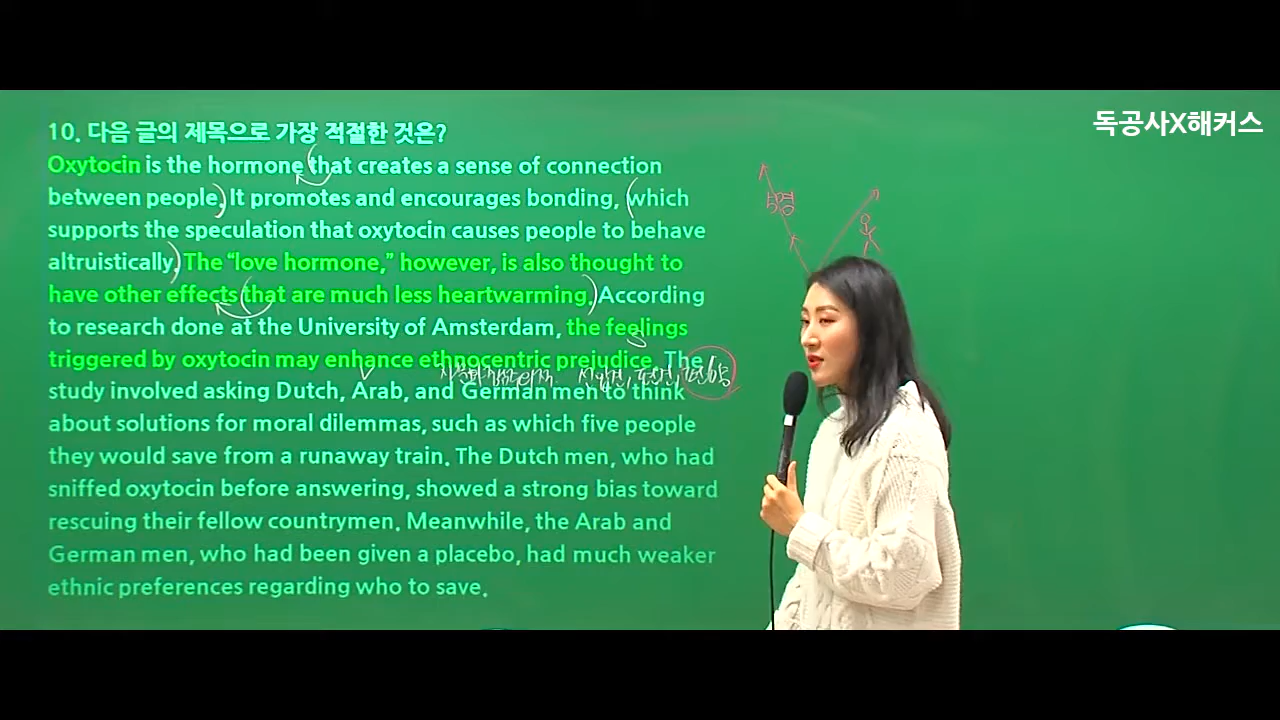 독공사X해커스
10. 다음 글의 제목으로 가장 적절한 것은?
Oxytocin is the hormone that creates a sense of connection
between people. It promotes and encourages bonding, which
supports the speculation that oxytocin causes people to behave
altruistically. The “love hormone,” however, is also thought to
have other effects that are much less heartwarming. According
to research done at the University of Amsterdam, the feelings
triggered by oxytocin may enhance ethnocentric prejudice. The
study involved asking Dutch, Arab, and German men to think
about solutions for moral dilemmas, such as which five people
they would save from a runaway train. The Dutch men, who had
sniffed oxytocin before answering, showed a strong bias toward
rescuing their fellow countrymen. Meanwhile, the Arab and
German men, who had been given a placebo, had much weaker
ethnic preferences regarding who to save.